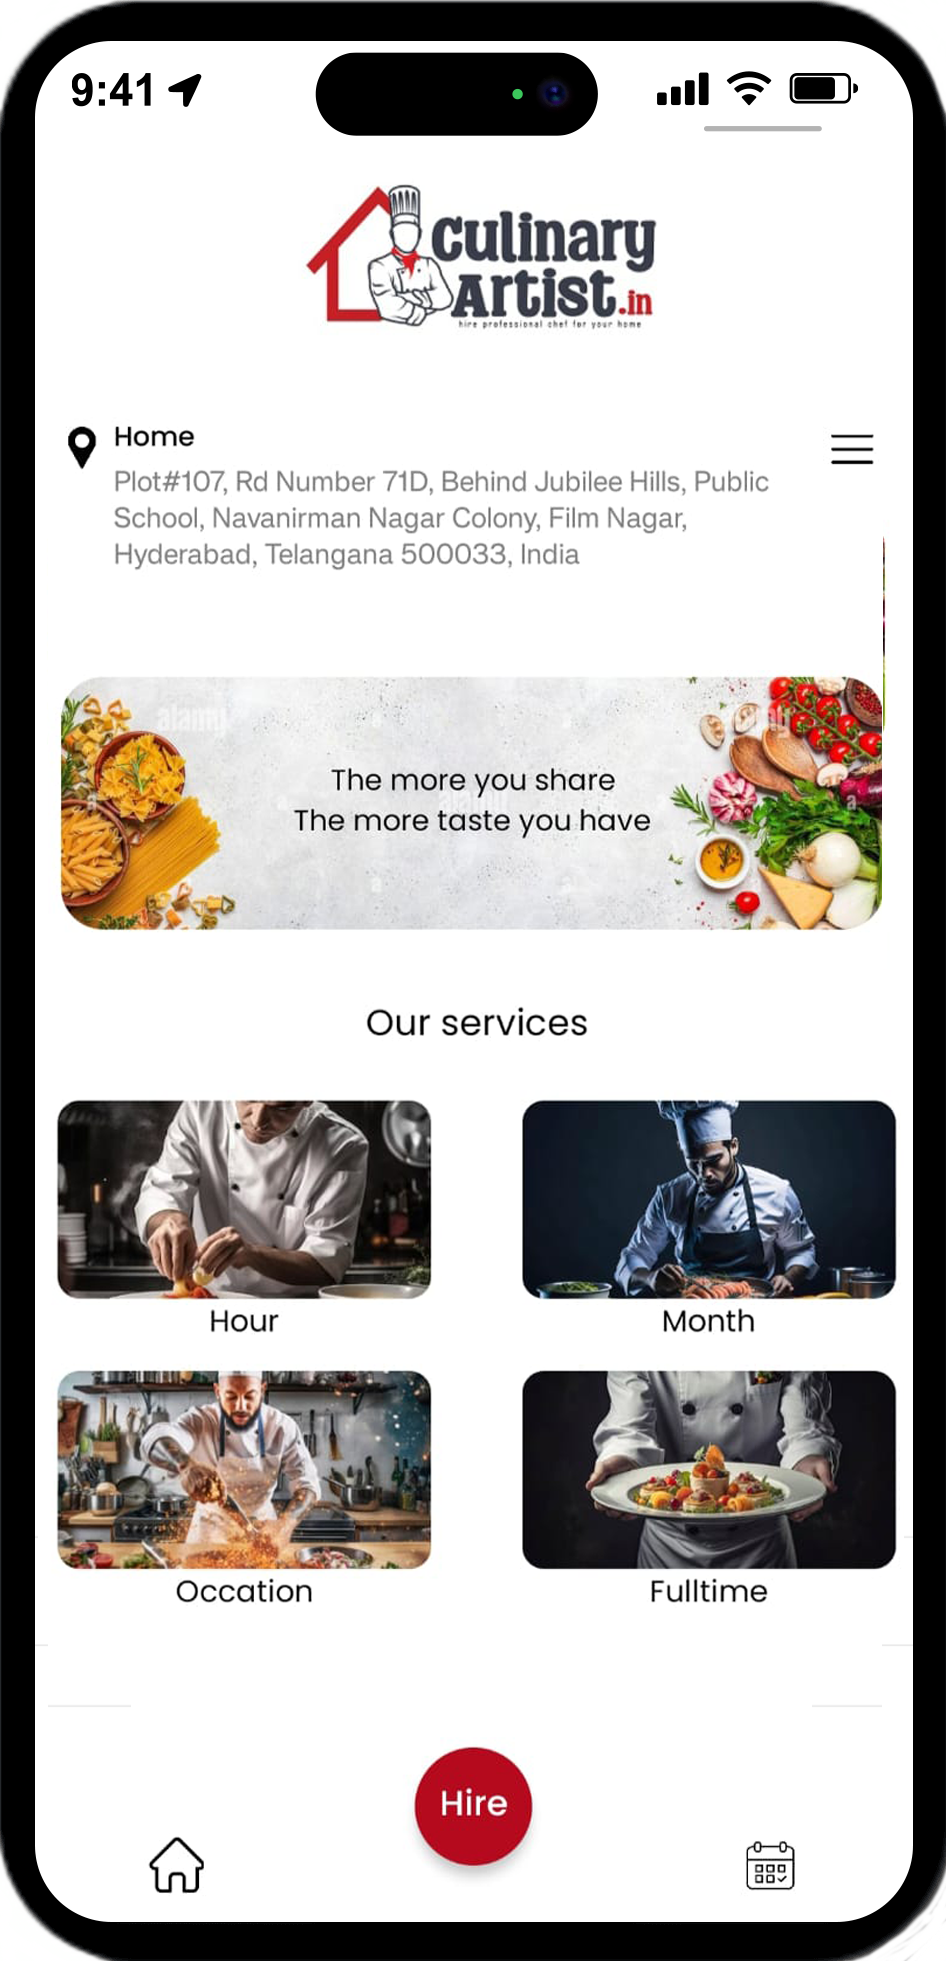 9:41
Culinary
Artist.in
hire professional chef for your home
Home
Plot#107, Rd Number 71D, Behind Jubilee Hills, Public
School, Navanirman Nagar Colony, Film Nagar,
Hyderabad, Telangana 500033, India
alamy
The more you share
The more taste you have
Our services
Hour
Month
Occation
Fulltime
Hire